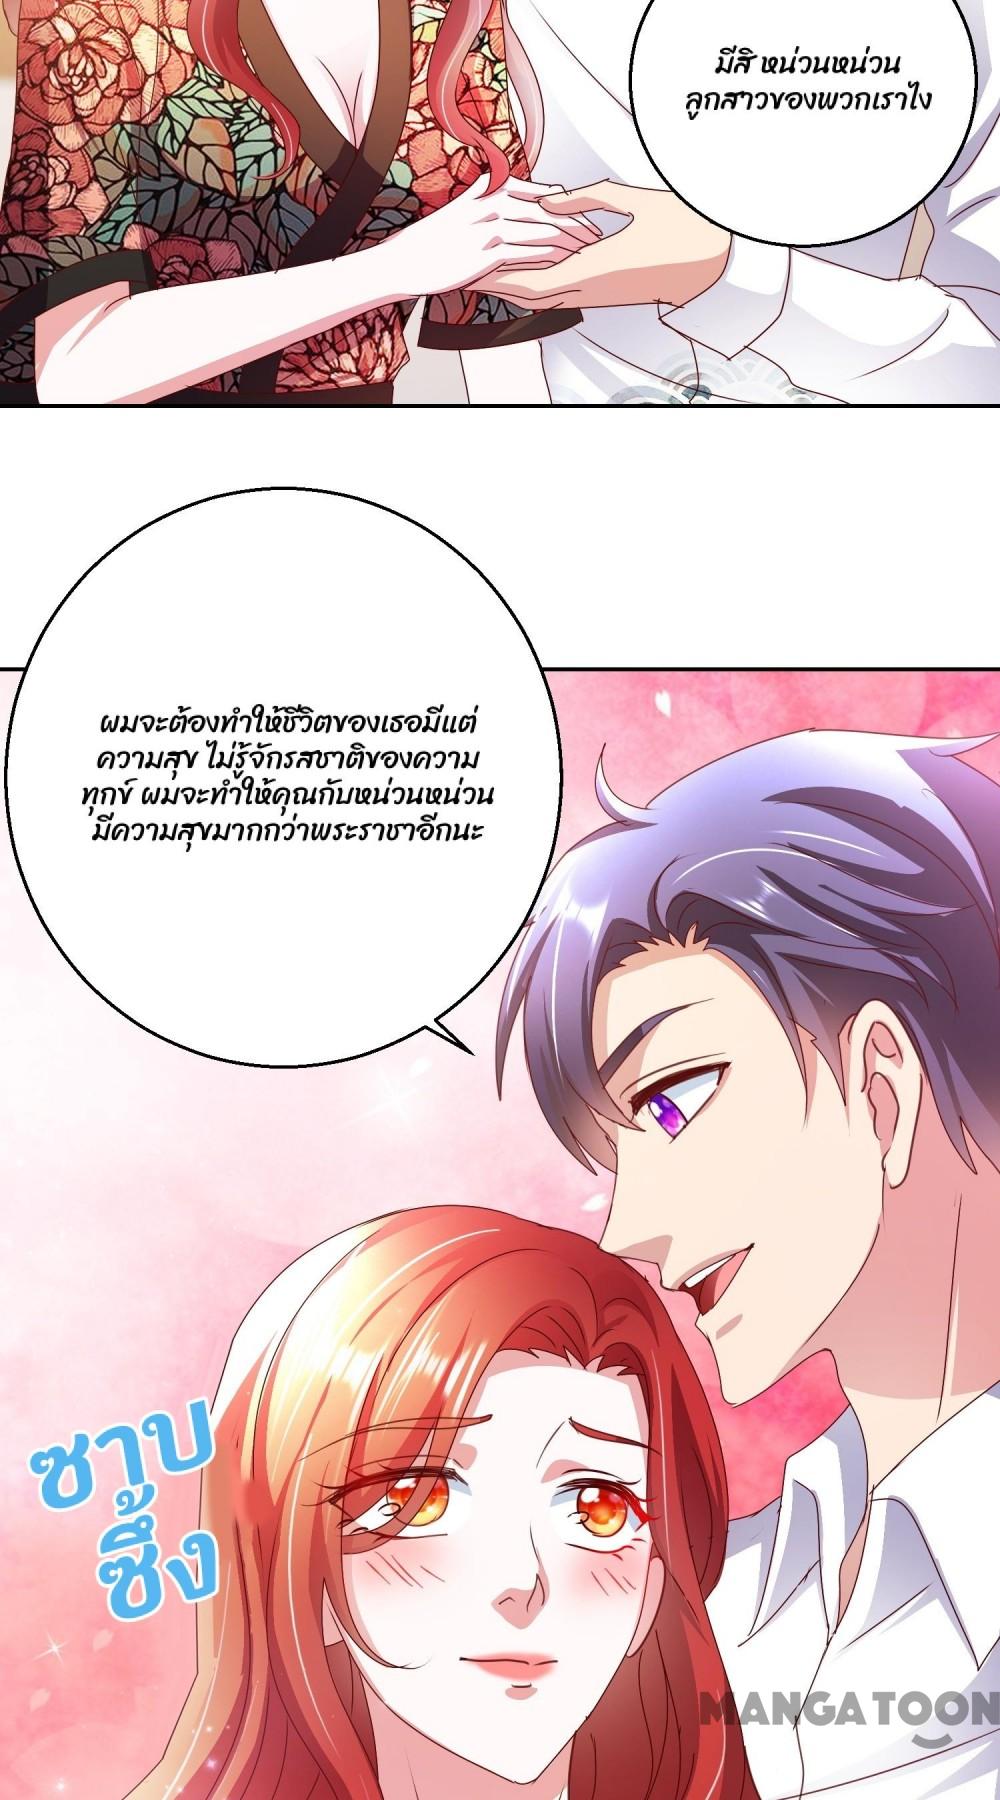 มีสิ หน่วนหน่วน
ลูกสาวของพวกเราไง
ผมจะต้องทำให้ชีวิตของเธอมีแต่
ความสุข ไม่รู้จักรสชาติของความ
ทุกข์ ผมจะทำให้คุณกับหน่วนหน่วน
มีความสุขมากกว่าพระราชาอีกนะ
ซาบ
ซึ้ง
MANGATOON